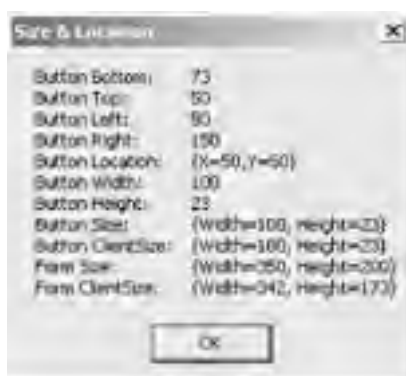 Size & Location
Button Bottom: 73
Button Top: 50
Button Left: 50
Button Right: 150
Button Location: {X=50,Y=50}
Button Width: 100
Button Height: 23
Button Size: {Width=100, Height=23}
Button ClientSize: {Width=100, Height=23}
Form Size: {Width=350, Height=200}
Form ClientSize: {Width=342, Height=173}
OK